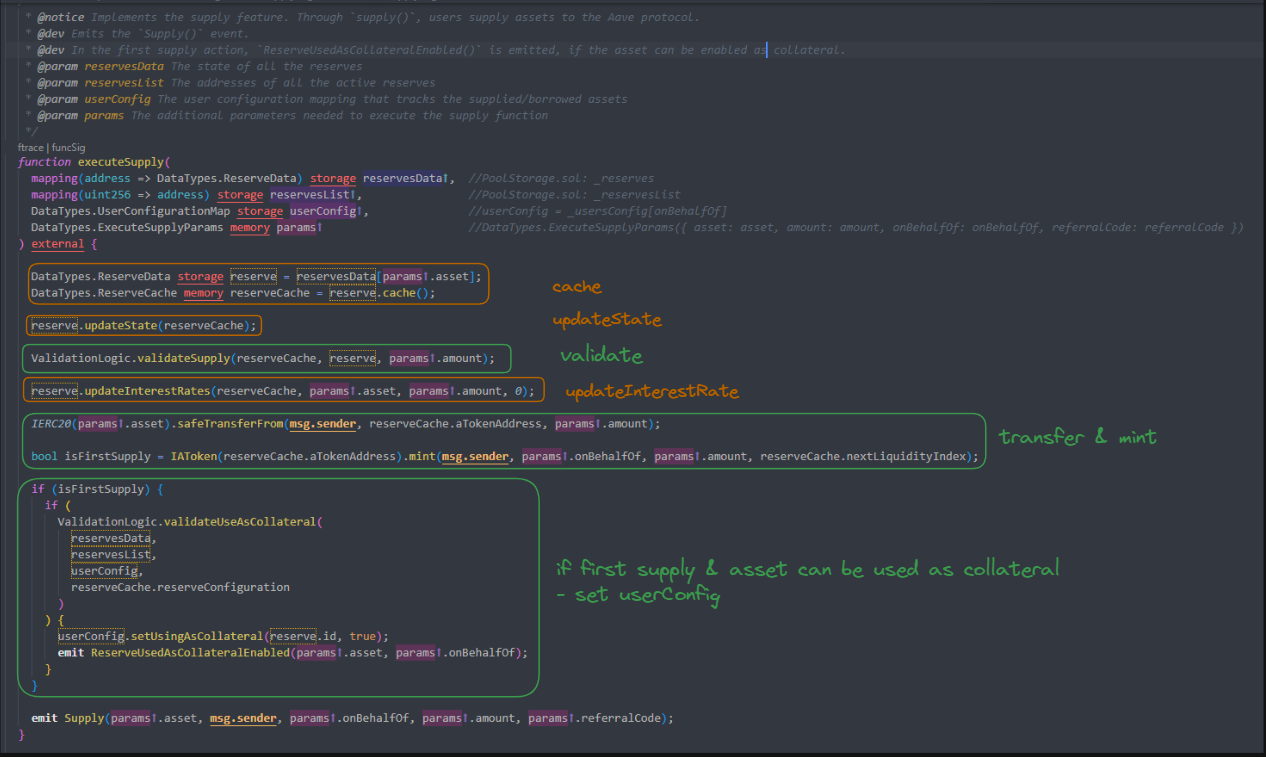 * @notice Implements the supply feature. Through `supply()`, users supply assets to the Aave protocol.
* @dev Emits the `Supply()` event.
* @dev In the first supply action, `ReserveUsedAsCollateralEnabled()` is emitted, if the asset can be enabled as collateral.
* @param reservesData The state of all the reserves
* @param reservesList The addresses of all the active reserves
* @param userConfig The user configuration mapping that tracks the supplied/borrowed assets
* @param params The additional parameters needed to execute the supply function
*/
ftrace | funcSig
function executeSupply(
mapping(address => DataTypes.ReserveData) storage reservesData↑, //PoolStorage.sol: _reserves
mapping(uint256 => address) storage reservesList↑, //PoolStorage.sol: _reservesList
DataTypes.UserConfigurationMap storage userConfig↑, //userConfig = _usersConfig[onBehalfOf]
DataTypes.ExecuteSupplyParams memory params↑ //DataTypes.ExecuteSupplyParams({ asset: asset, amount: amount, onBehalfOf: onBehalfOf, referralCode: referralCode })
) external {
DataTypes.ReserveData storage reserve = reservesData[params↑.asset];
DataTypes.ReserveCache memory reserveCache = reserve.cache();
cache
reserve.updateState(reserveCache);
updateState
ValidationLogic.validateSupply(reserveCache, reserve, params↑.amount);
validate
reserve.updateInterestRates(reserveCache, params↑.asset, params↑.amount, 0);
updateInterestRate
IERC20(params↑.asset).safeTransferFrom(msg.sender, reserveCache.aTokenAddress, params↑.amount);
transfer & mint
bool isFirstSupply = IAToken(reserveCache.aTokenAddress).mint(msg.sender, params↑.onBehalfOf, params↑.amount, reserveCache.nextLiquidityIndex);
if (isFirstSupply) {
if (
ValidationLogic.validateUseAsCollateral(
reservesData,
reservesList,
userConfig,
reserveCache.reserveConfiguration
)
) {
if first supply & asset can be used as collateral
- set userConfig
userConfig.setUsingAsCollateral(reserve.id, true);
emit ReserveUsedAsCollateralEnabled(params↑.asset, params↑.onBehalfOf);
}
}
emit Supply(params↑.asset, msg.sender, params↑.onBehalfOf, params↑.amount, params↑.referralCode);
}